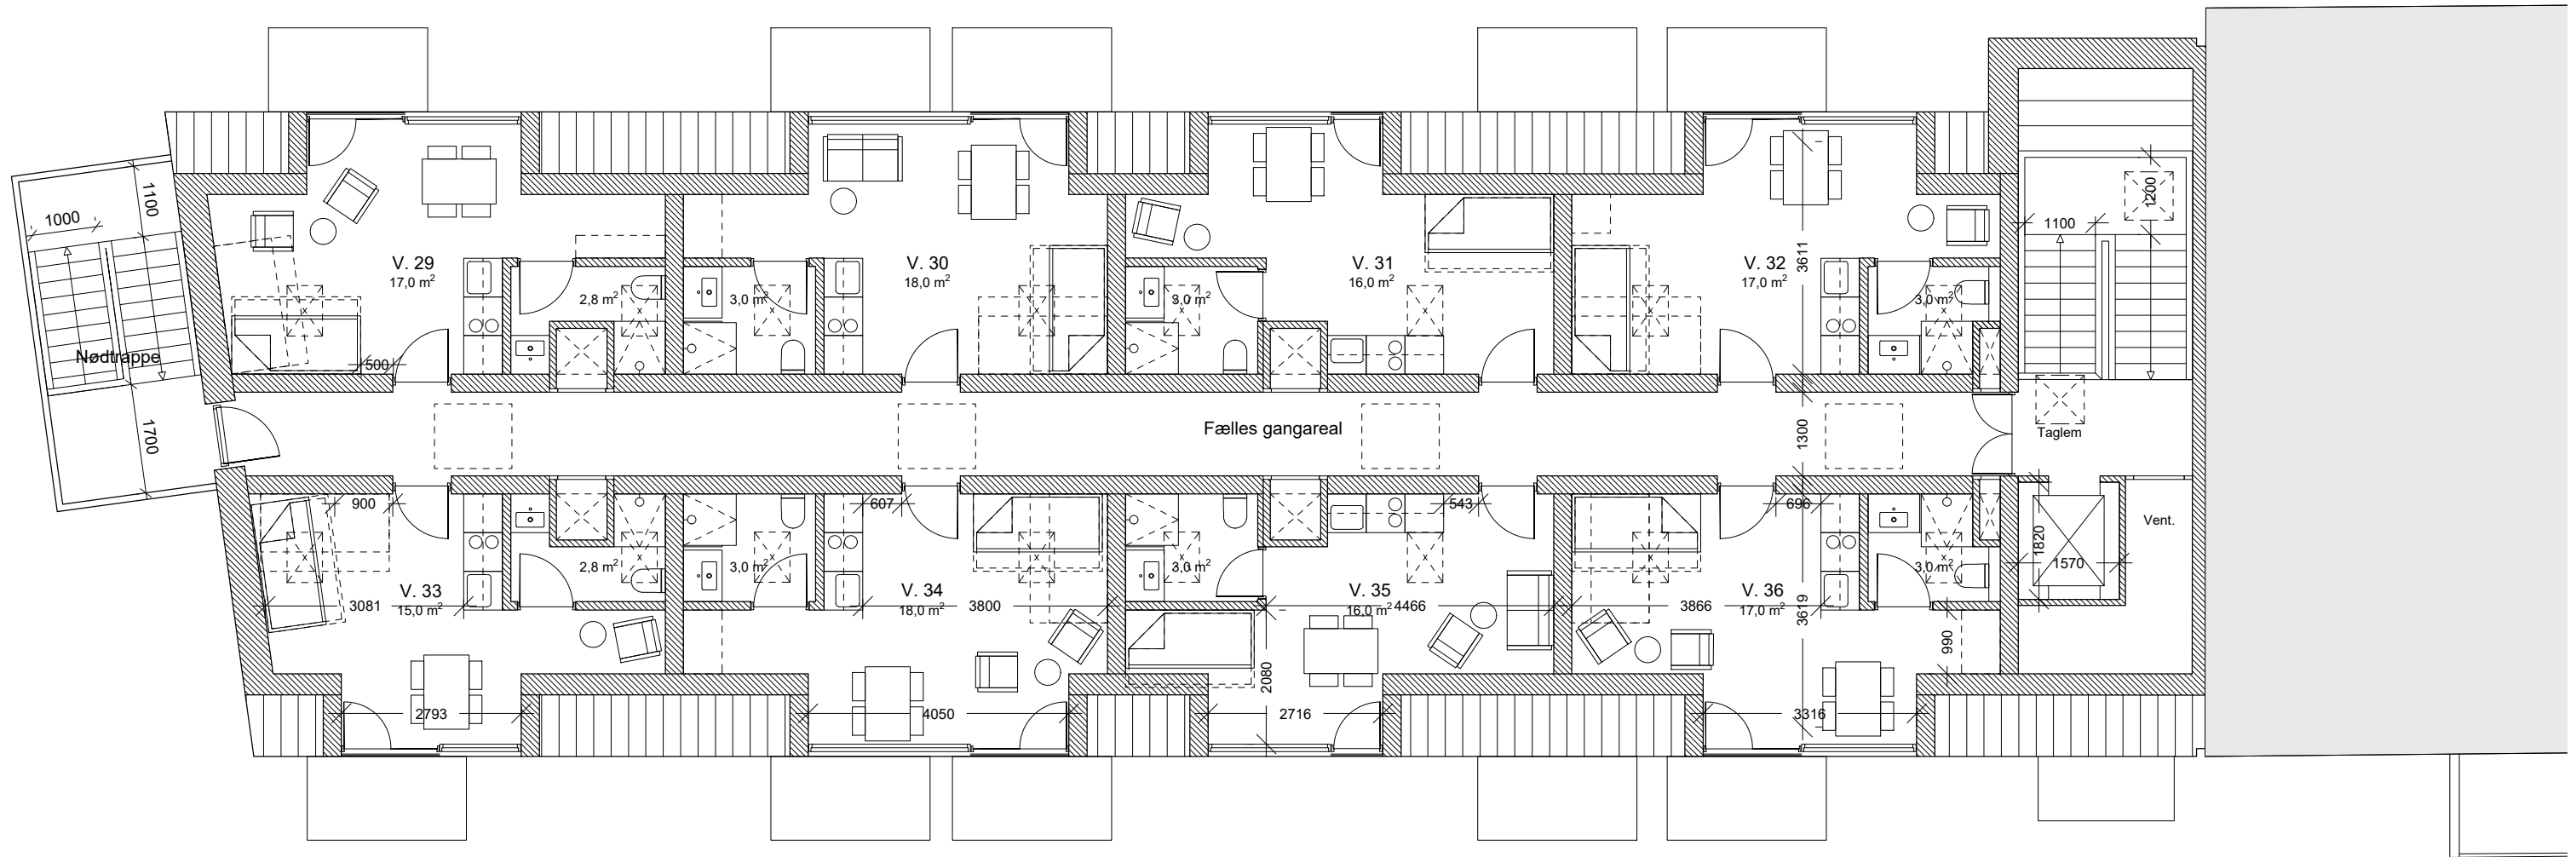 1000
1100
1700
Nødtrappe
V. 29
17,0 m²
500
2,8 m²
3,0 m²
V. 30
18,0 m²
3,0 m²
V. 31
16,0 m²
V. 32
17,0 m²
3611
3,0 m²
1100
1200
Fælles gangareal
1300
Taglem
900
V. 33
15,0 m²
3081
2793
2,8 m²
3,0 m²
607
V. 34
18,0 m²
3800
4050
3,0 m²
2080
543
V. 35
16,0 m²
4466
2716
696
V. 36
17,0 m²
3866
3619
3316
3,0 m²
990
1820
1570
Vent.